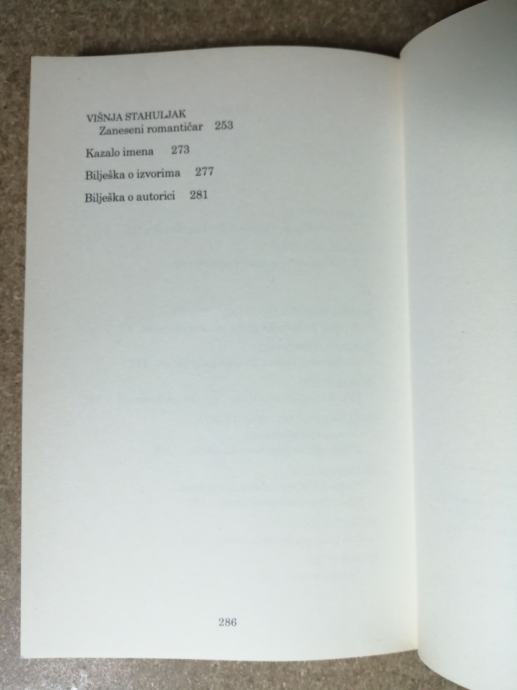 VIŠNJA STAHULJAK
Zaneseni romantičar 253
Kazalo imena 273
Bilješka o izvorima 277
Bilješka o autorici 281
286